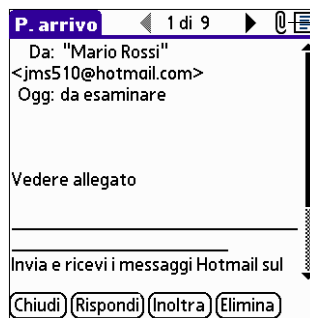 P. arrivo 1 di 9
Da: "Mario Rossi"
<jms510@hotmail.com>
Ogg: da esaminare
Vedere allegato
Invia e ricevi i messaggi Hotmail sul
Chiudi Rispondi Inoltra Elimina